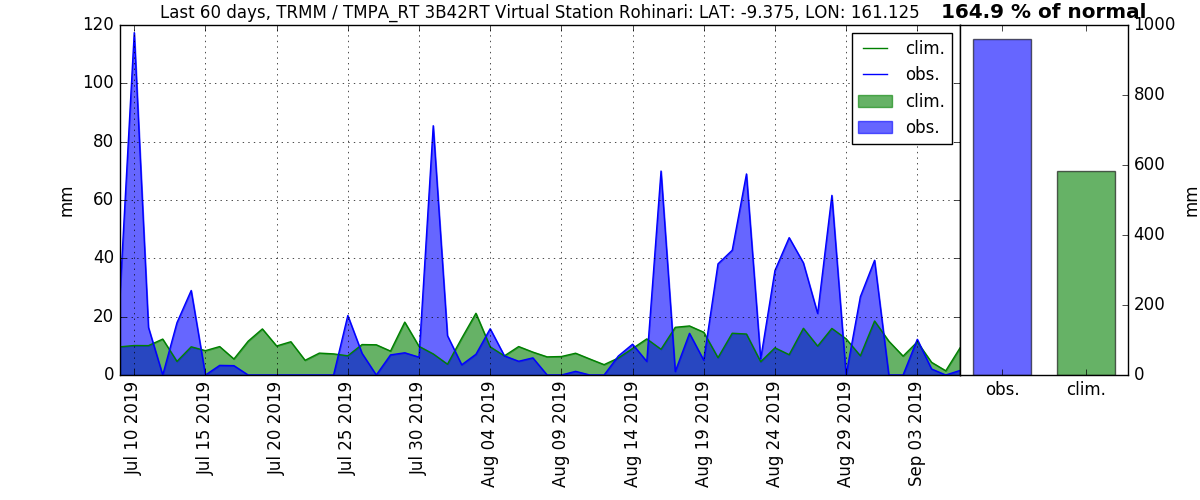 Last 60 days, TRMM / TMPA_RT 3B42RT Virtual Station Rohinari: LAT: -9.375, LON: 161.125
164.9 % of normal
120
100
80
60
40
20
0
mm
clim.
obs.
clim.
obs.
1000
800
600
400
200
0
mm
Jul 10 2019
Jul 15 2019
Jul 20 2019
Jul 25 2019
Jul 30 2019
Aug 04 2019
Aug 09 2019
Aug 14 2019
Aug 19 2019
Aug 24 2019
Aug 29 2019
Sep 03 2019
obs.
clim.